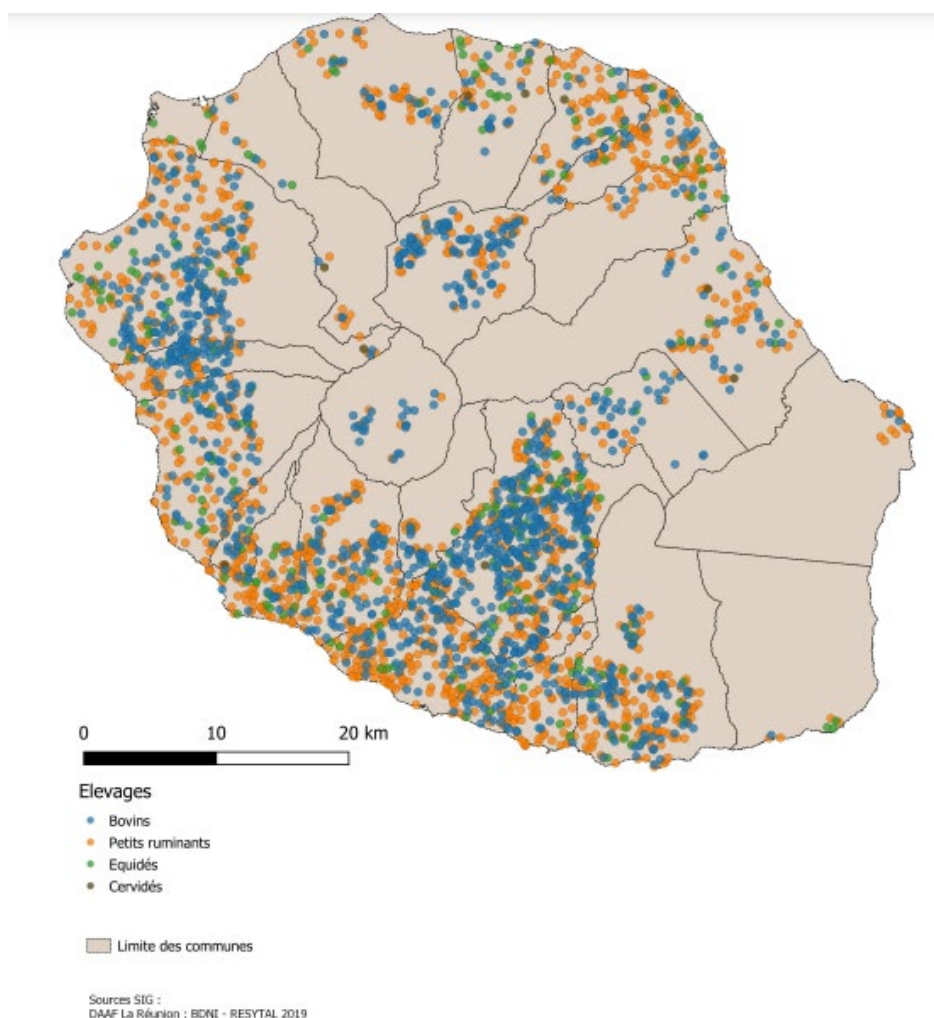 0 10 20 km
Elevages
Bovins
Petits ruminants
Equidés
Cervidés
Limite des communes
Sources SIG :
DAAF La Réunion : BDNI - RESYTAL 2019